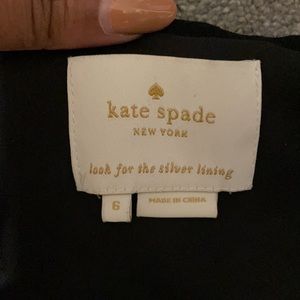 kate spade
NEW YORK
look for the silver lining
6
MADE IN CHINA